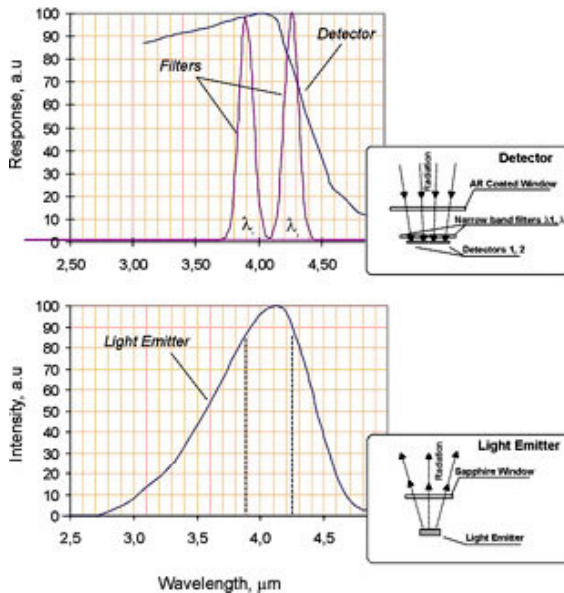 Response, a.u
100
90
80
70
60
50
40
30
20
10
0
Filters
Detector
2,50
3,00
3,50
4,00
4,50
Detector
Radiation
AR Coated Window
Narrow band filters λ1, λ
Detectors 1, 2
Intensity, a.u
100
90
80
70
60
50
40
30
20
10
0
Light Emitter
2,5
3,0
3,5
4,0
4,5
Wavelength, μm
Light Emitter
Radiation
Sapphire Window
Light Emitter